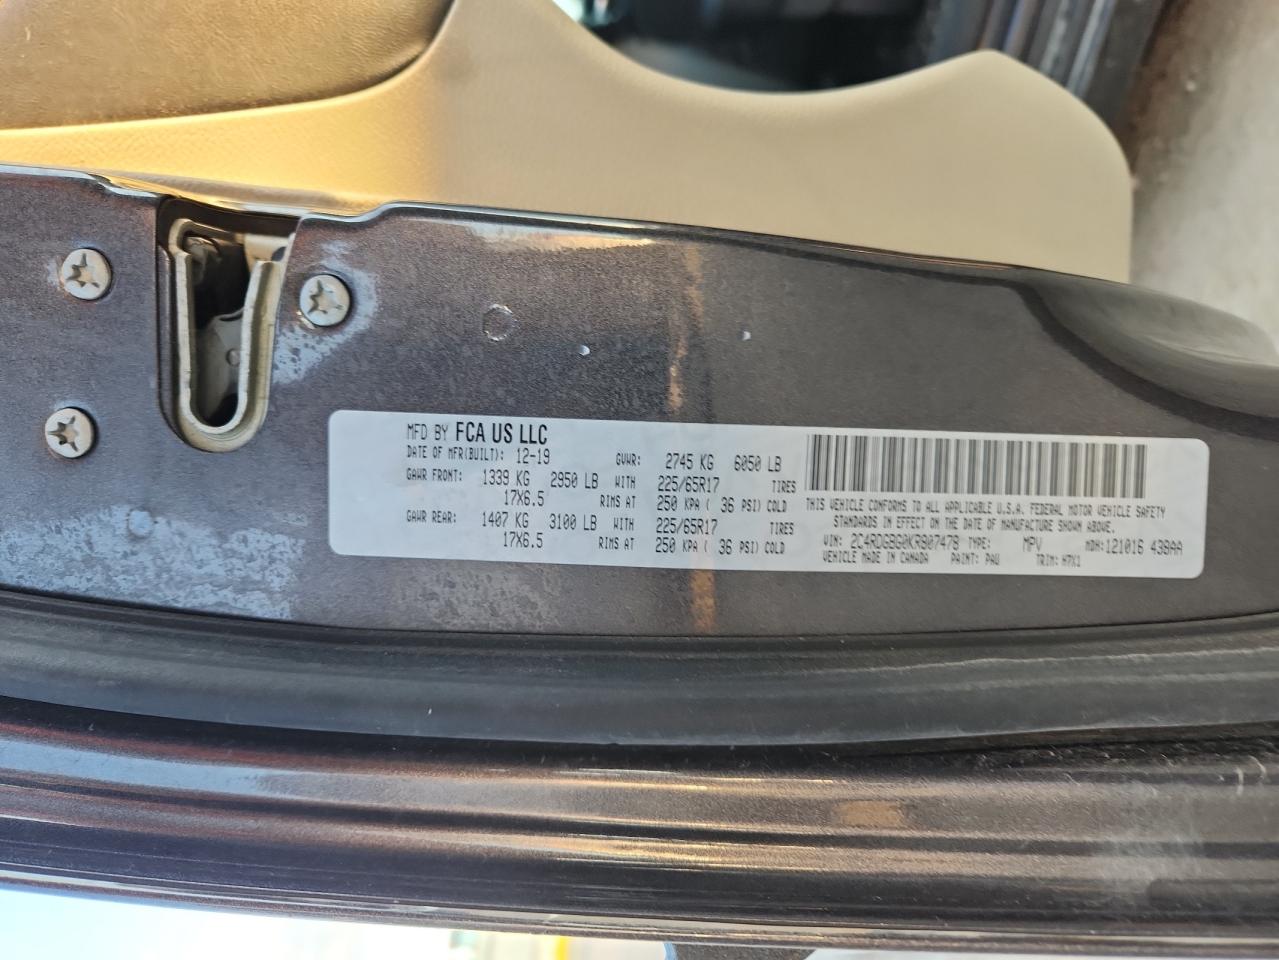 MFD BY FCA US LLC
DATE OF MFR(BUILT): 12-19 GVWR: 2745 KG 6050 LB
GAWR FRONT: 1339 KG 2950 LB WITH 225/65R17 TIRES
17X6.5 RIMS AT 250 KPA ( 36 PSI) COLD
GAWR REAR: 1407 KG 3100 LB WITH 225/65R17 TIRES
17X6.5 RIMS AT 250 KPA ( 36 PSI) COLD
THIS VEHICLE CONFORMS TO ALL APPLICABLE U.S.A. FEDERAL MOTOR VEHICLE SAFETY
STANDARDS IN EFFECT ON THE DATE OF MANUFACTURE SHOWN ABOVE.
VIN: 2C4RDGBG0KR807478 TYPE: MPV MDH:121016 438AA
VEHICLE MADE IN CANADA PAINT: PAU TRIM: H7X1